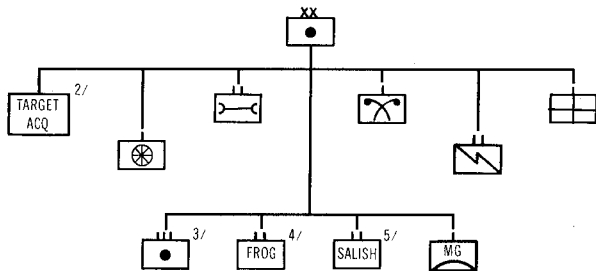 XX
2/
TARGET
ACQ
3/
4/
FROG
5/
SALISH
MG